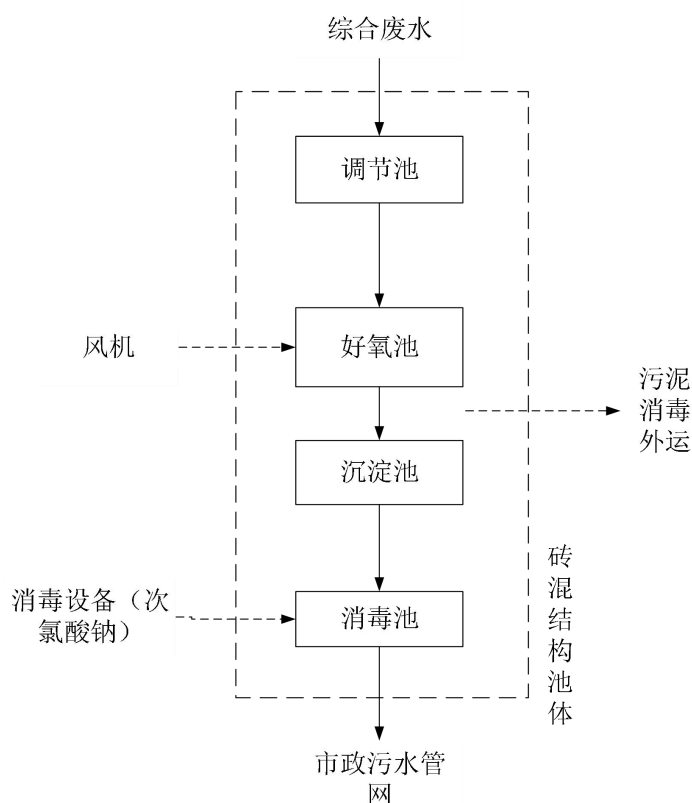 综合废水
调节池
风机
好氧池
污泥
消毒
外运
沉淀池
砖
混
结
构
池
体
消毒设备（次
氯酸钠）
消毒池
市政污水管
网